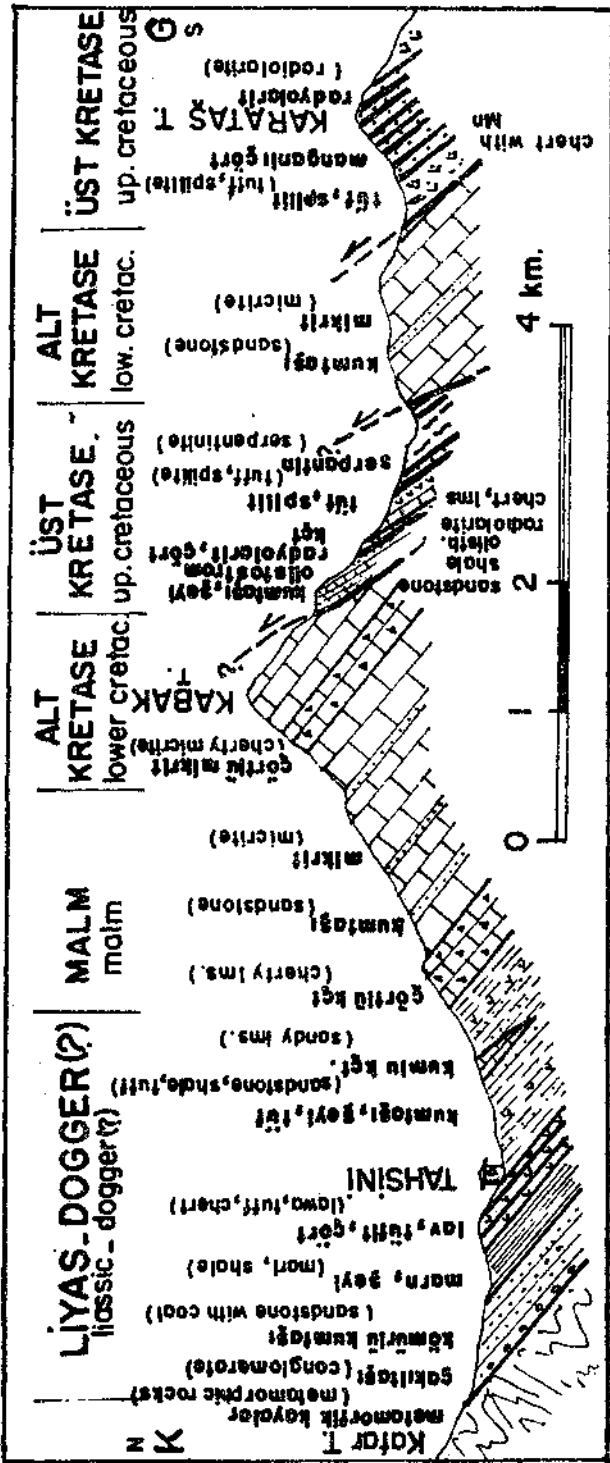 N
K
LİYAS-DOGGER(?)
liassic-dogger(?)
MALM
malm
ALT
KRETASE
lower cretac.
ÜST
KRETASE.
up. cretaceous
ALT
KRETASE
low. cretac.
ÜST KRETASE
up. cretaceous
G
S
Kafar T.
metamorfik kayalar
(metamorphic rocks)
çakıltaşı
(conglomerate)
kömürlü kumtaşı
(sandstone with coal)
marn, şeyl
(marl, shale)
lav, tüfit, çört
(lawa, tuff, chert)
TAHSİNİ
kumtaşı, şeyl, tüf
(sandstone, shale, tuff)
kumlu kçt.
(sandy lms.)
çörtlü kçt
(cherty lms.)
kumtaşı
(sandstone)
mikrit
(micrite)
çörtlü mikrit
(cherty micrite)
KABAK
T.
?
kumtaşı, şeyl
olistostrom
radyolarit, çört
kçt
tüf, spilit
(tuff, spilite)
serpantin
(serpentinite)
?
kumtaşı
(sandstone)
mikrit
(micrite)
tüf, spilit
(tuff, spilite)
manganlı çört
KARATAŞ T.
radyolarit
(radiolarite)
sandstone
shale
olistb.
radiolarite
chert, lms
chert with
Mn
0
1
2
4 km.